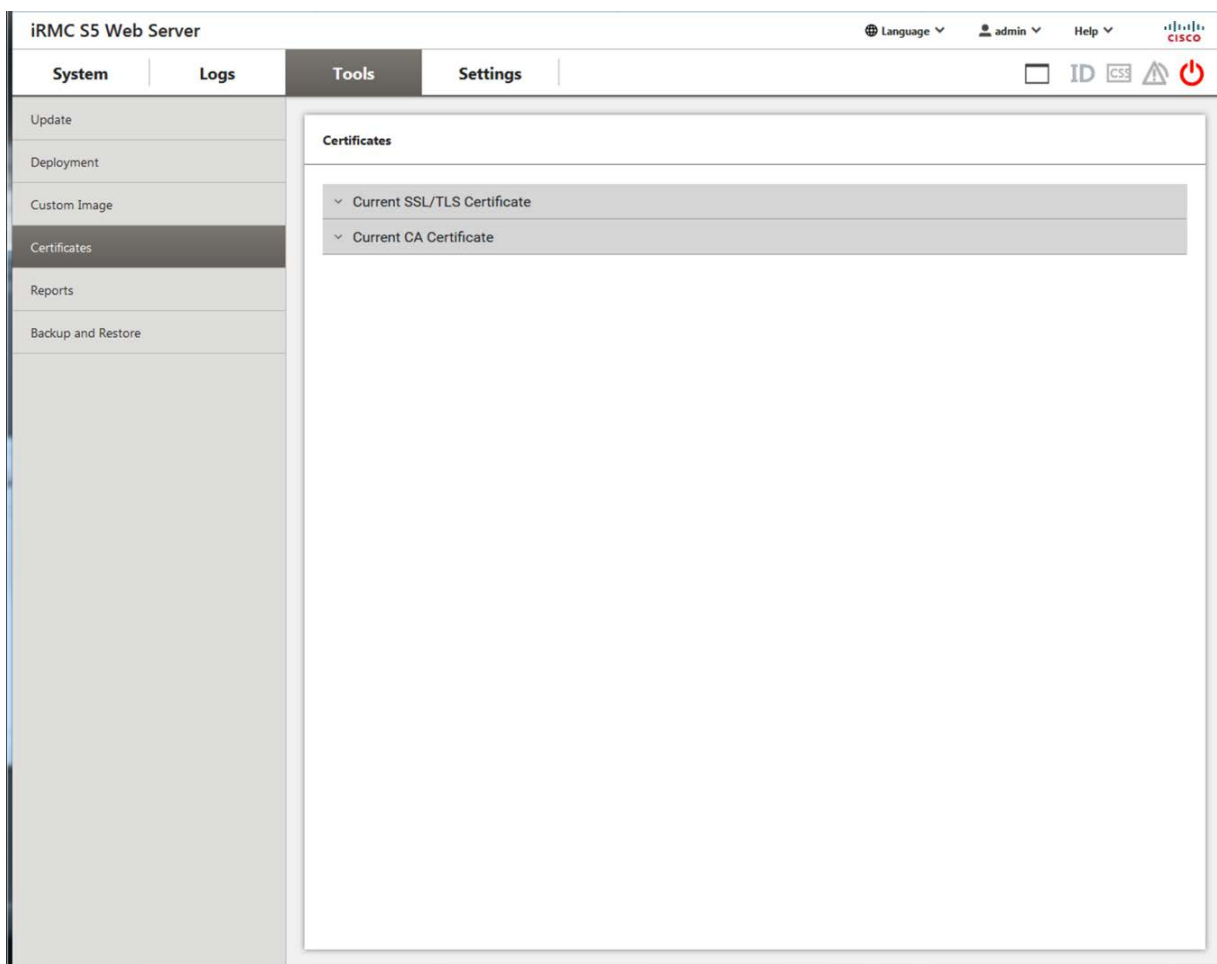 iRMC S5 Web Server
Language
admin
Help
CISCO
System
Logs
Tools
Settings
ID
CSS
Update
Deployment
Custom Image
Certificates
Reports
Backup and Restore
Certificates
Current SSL/TLS Certificate
Current CA Certificate